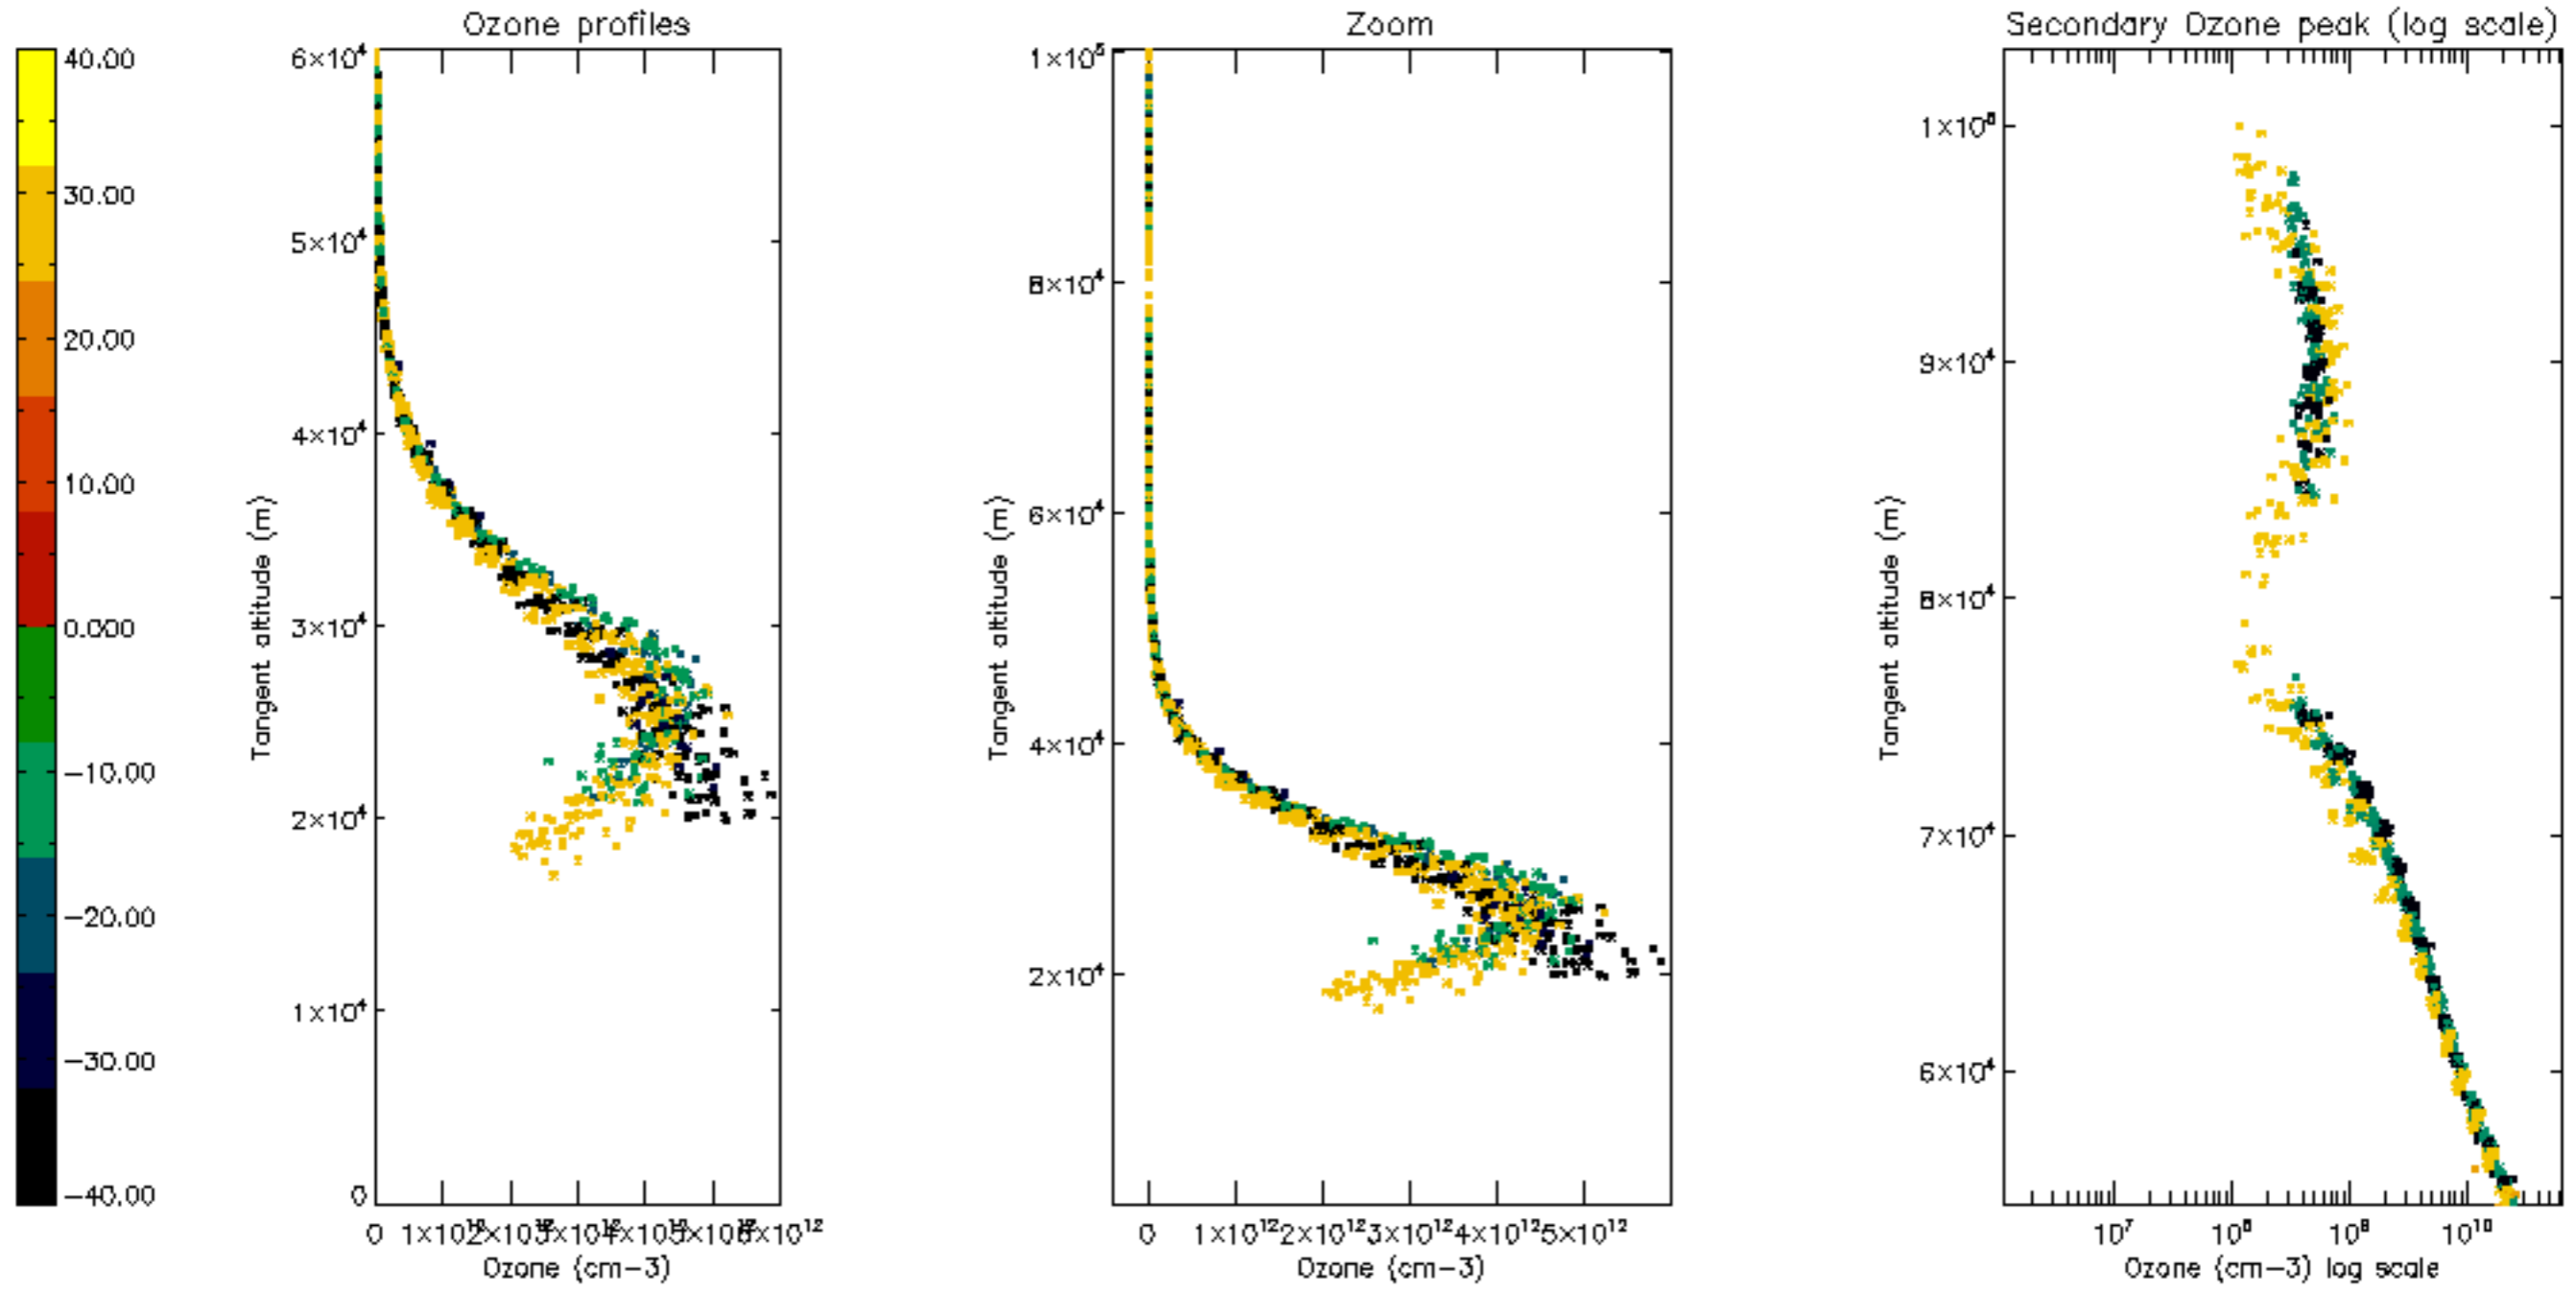 Ozone profiles
Zoom
Secondary Ozone peak (log scale)
40.00
30.00
20.00
10.00
0.000
−10.00
−20.00
−30.00
−40.00
6×10⁴
5×10⁴
4×10⁴
3×10⁴
2×10⁴
1×10⁴
0
Tangent altitude (m)
0
6×10¹²
Ozone (cm−3)
1×10⁵
8×10⁴
6×10⁴
4×10⁴
2×10⁴
Tangent altitude (m)
0 1×10¹² 2×10¹² 3×10¹² 4×10¹² 5×10¹²
Ozone (cm−3)
1×10⁵
9×10⁴
8×10⁴
7×10⁴
6×10⁴
Tangent altitude (m)
10⁷ 10⁸ 10⁹ 10¹⁰
Ozone (cm−3) log scale